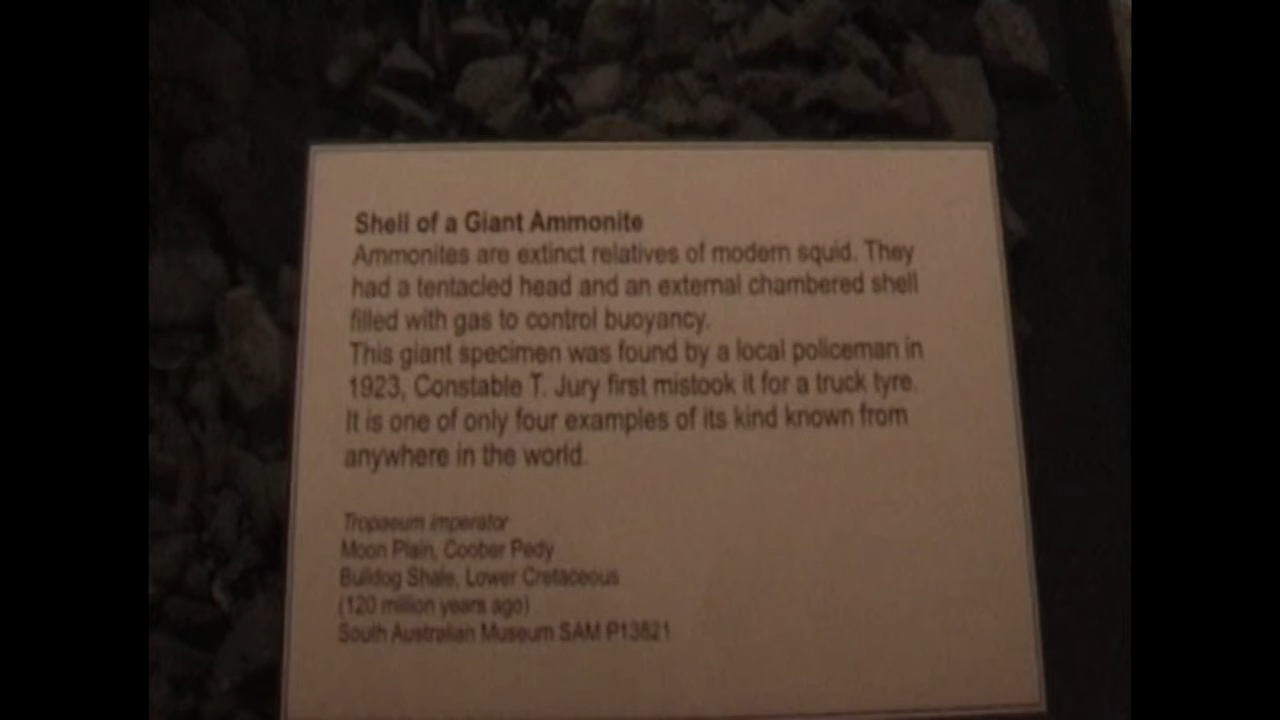 Shell of a Giant Ammonite
Ammonites are extinct relatives of modern squid. They
had a tentacled head and an external chambered shell
filled with gas to control buoyancy.
This giant specimen was found by a local policeman in
1923, Constable T. Jury first mistook it for a truck tyre.
It is one of only four examples of its kind known from
anywhere in the world.
Tropaeum imperator
Moon Plain, Coober Pedy
Bulldog Shale, Lower Cretaceous
(120 million years ago)
South Australian Museum SAM P13821